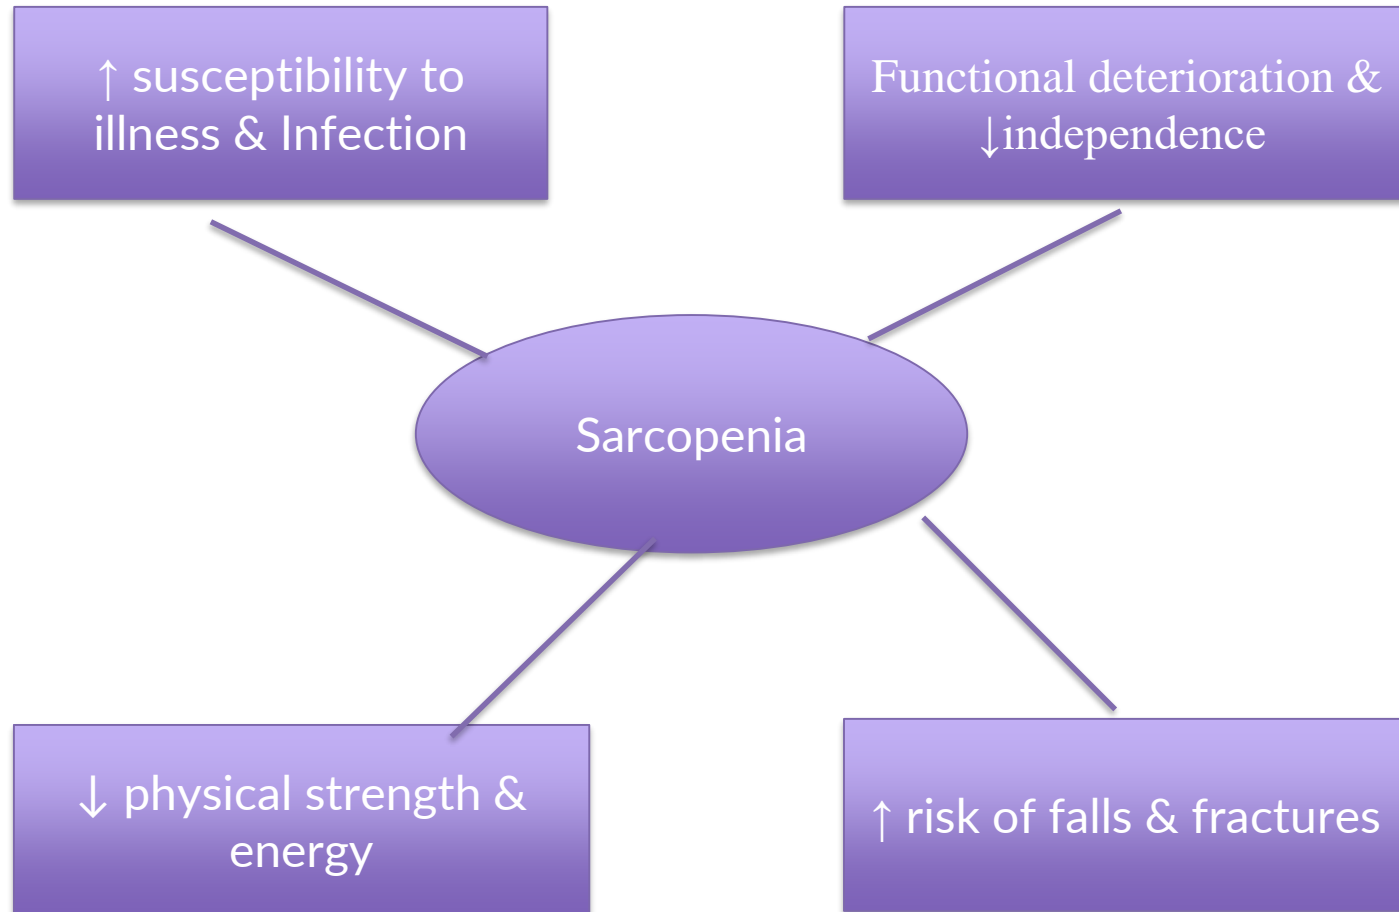 ↑ susceptibility to
illness & Infection
Functional deterioration &
↓independence
Sarcopenia
↓ physical strength &
energy
↑ risk of falls & fractures